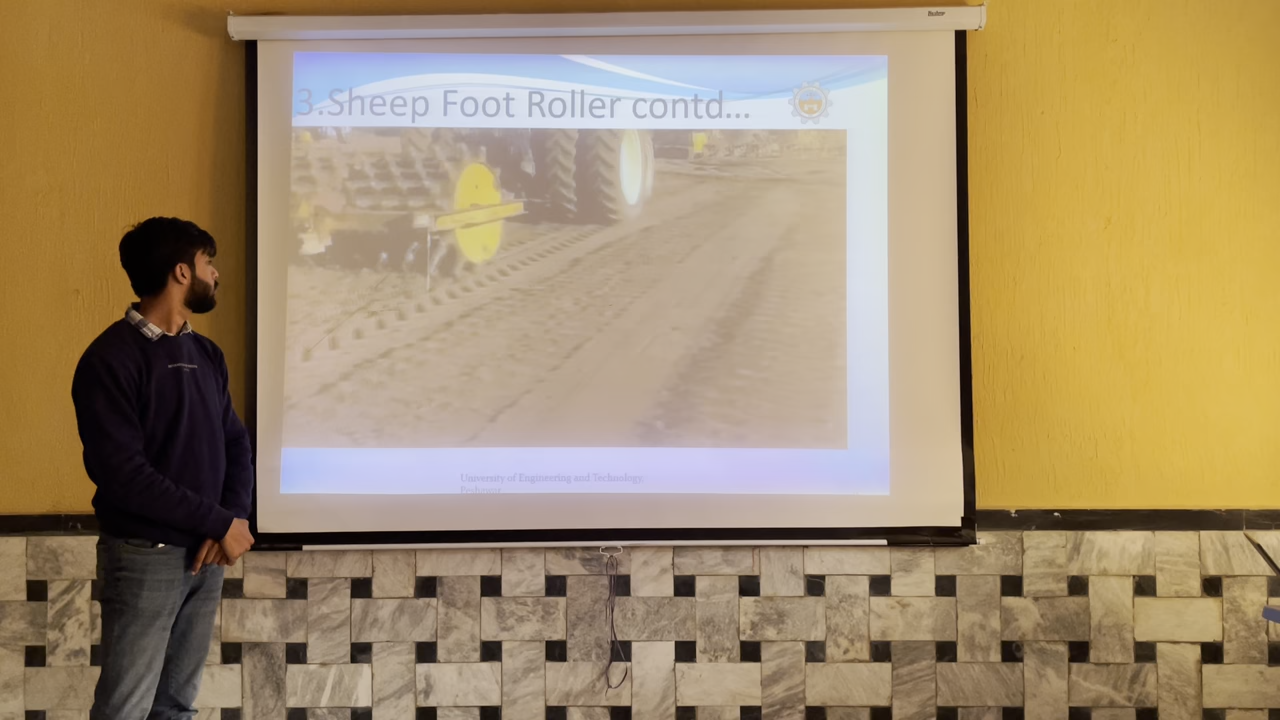 3.Sheep Foot Roller contd...
University of Engineering and Technology,